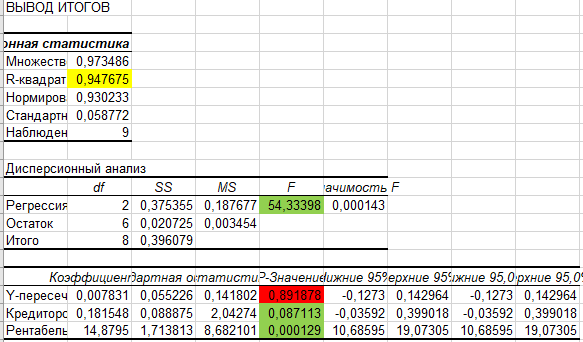 ВЫВОД ИТОГОВ
онная статистика
Множеств 0,973486
R-квадрат 0,947675
Нормиров 0,930233
Стандартн 0,058772
Наблюден 9
Дисперсионный анализ
df SS MS F начимость F
Регрессия 2 0,375355 0,187677 54,33398 0,000143
Остаток 6 0,020725 0,003454
Итого 8 0,396079
Коэффициент дартная о статисти P-Значение ижние 95% ерхние 95% жние 95,0 рхние 95,0%
Y-пересеч 0,007831 0,055226 0,141802 0,891878 -0,1273 0,142964 -0,1273 0,142964
Кредиторс 0,181548 0,088875 2,04274 0,087113 -0,03592 0,399018 -0,03592 0,399018
Рентабель 14,8795 1,713813 8,682101 0,000129 10,68595 19,07305 10,68595 19,07305